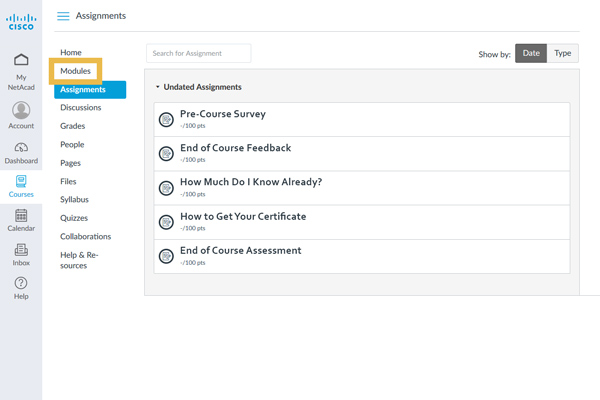 CISCO
My
NetAcad
Account
Dashboard
Courses
Calendar
Inbox
Help
Assignments
Home
Modules
Assignments
Discussions
Grades
People
Pages
Files
Syllabus
Quizzes
Collaborations
Help & Re-
sources
Search for Assignment
Show by: Date Type
Undated Assignments
Pre-Course Survey
-/100 pts
End of Course Feedback
-/100 pts
How Much Do I Know Already?
-/100 pts
How to Get Your Certificate
-/100 pts
End of Course Assessment
-/100 pts